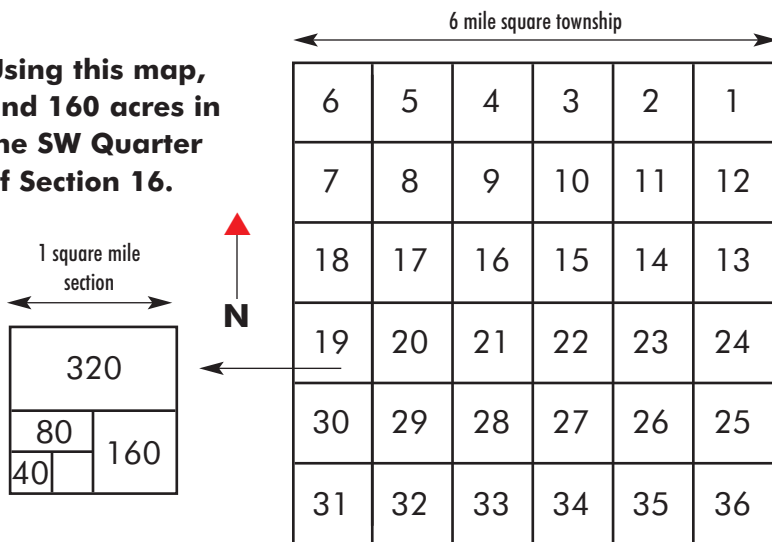 6 mile square township
Using this map,
nd 160 acres in
he SW Quarter
f Section 16.
6 5 4 3 2 1
7 8 9 10 11 12
1 square mile
section
18 17 16 15 14 13
N
19 20 21 22 23 24
320
80
160
40
30 29 28 27 26 25
31 32 33 34 35 36